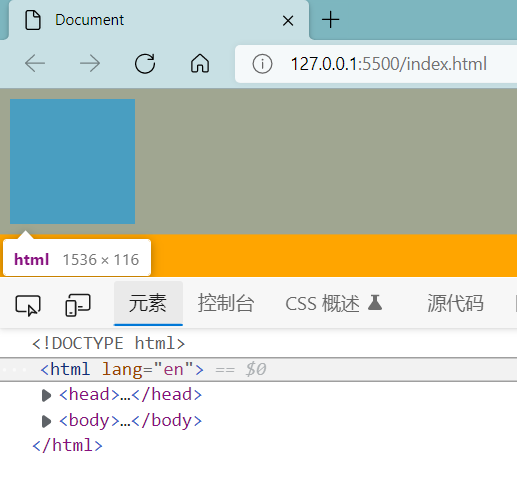 Document
127.0.0.1:5500/index.html
html 1536 × 116
元素 控制台 CSS 概述 源代码
<!DOCTYPE html>
··· <html lang="en"> == $0
<head>…</head>
<body>…</body>
</html>